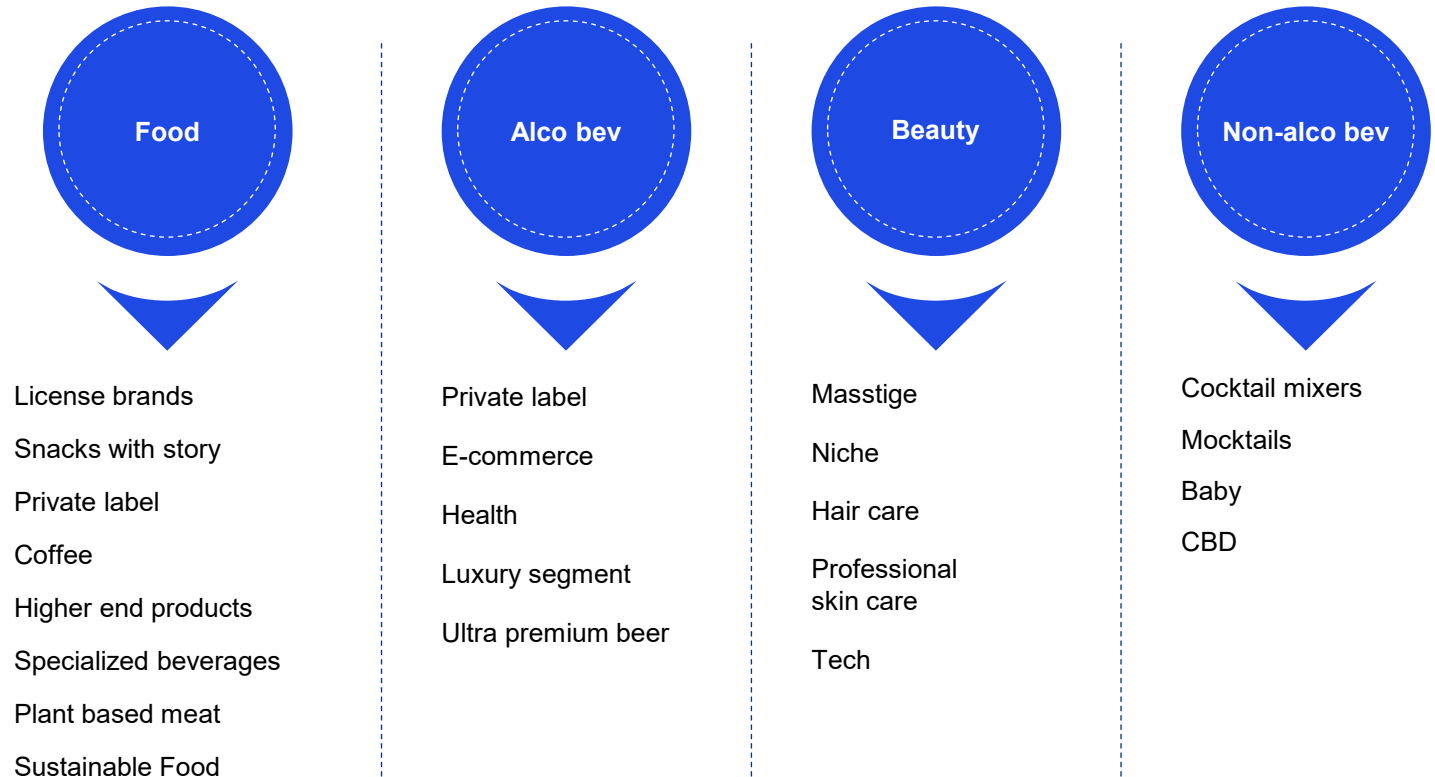 Food
License brands
Snacks with story
Private label
Coffee
Higher end products
Specialized beverages
Plant based meat
Sustainable Food
Alco bev
Private label
E-commerce
Health
Luxury segment
Ultra premium beer
Beauty
Masstige
Niche
Hair care
Professional
skin care
Tech
Non-alco bev
Cocktail mixers
Mocktails
Baby
CBD